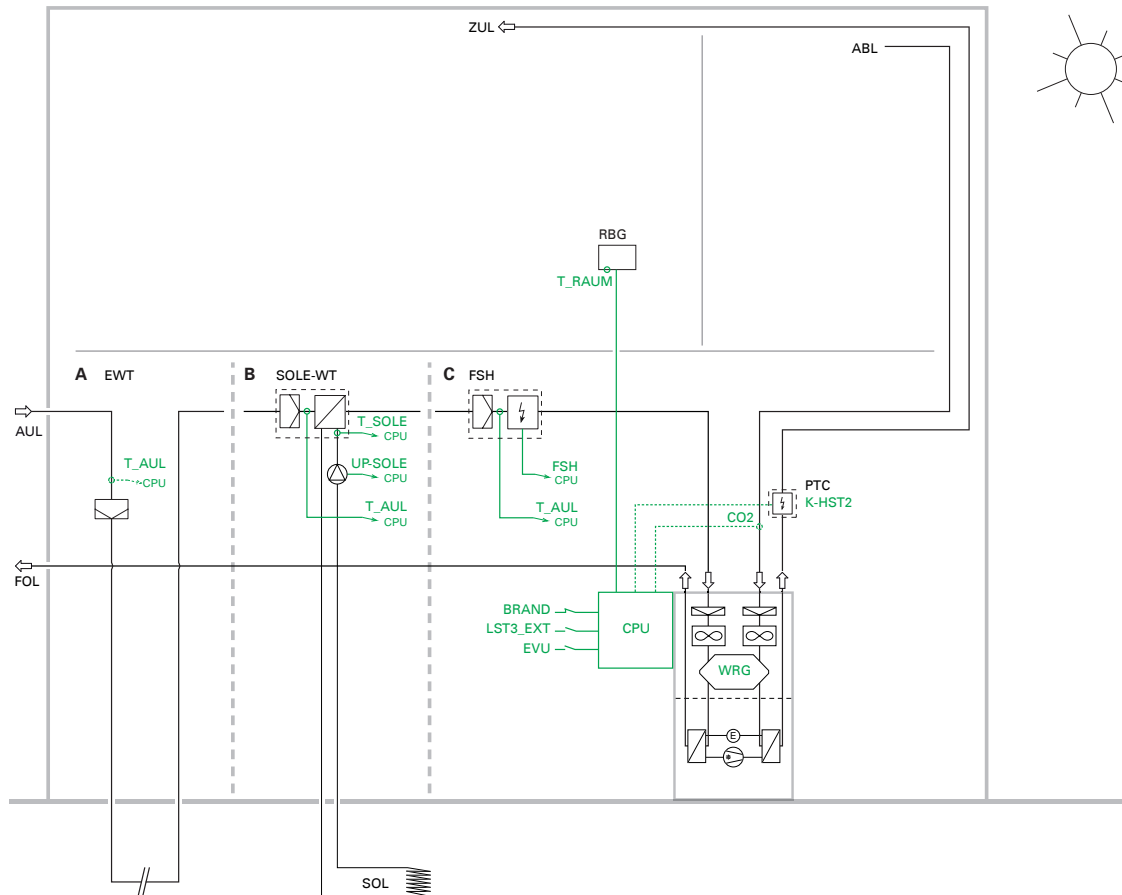 ZUL
ABL
RBG
T_RAUM
A EWT
B SOLE-WT
C FSH
AUL
T_AUL
CPU
T_SOLE
CPU
UP-SOLE
CPU
T_AUL
CPU
FSH
CPU
T_AUL
CPU
PTC
K-HST2
CO2
FOL
BRAND
LST3_EXT
EVU
CPU
WRG
E
SOL